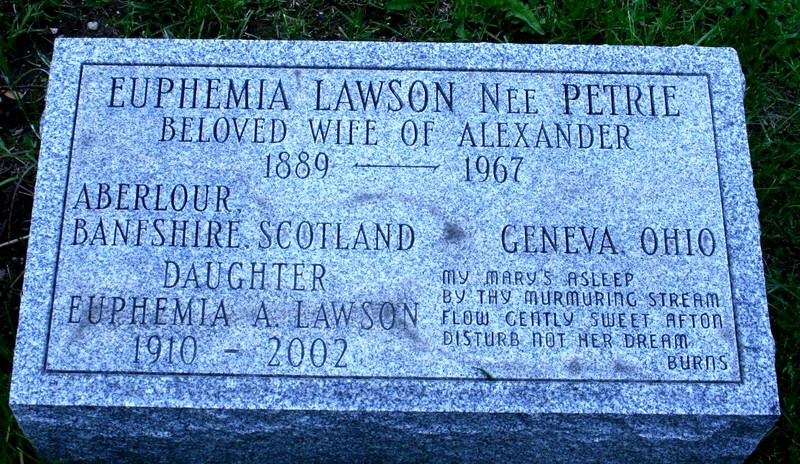 EUPHEMIA LAWSON NEE PETRIE
BELOVED WIFE OF ALEXANDER
1889 — 1967
ABERLOUR,
BANFSHIRE, SCOTLAND
GENEVA, OHIO
DAUGHTER
EUPHEMIA A. LAWSON
1910 - 2002
MY MARY'S ASLEEP
BY THY MURMURING STREAM
FLOW GENTLY SWEET AFTON
DISTURB NOT HER DREAM
BURNS